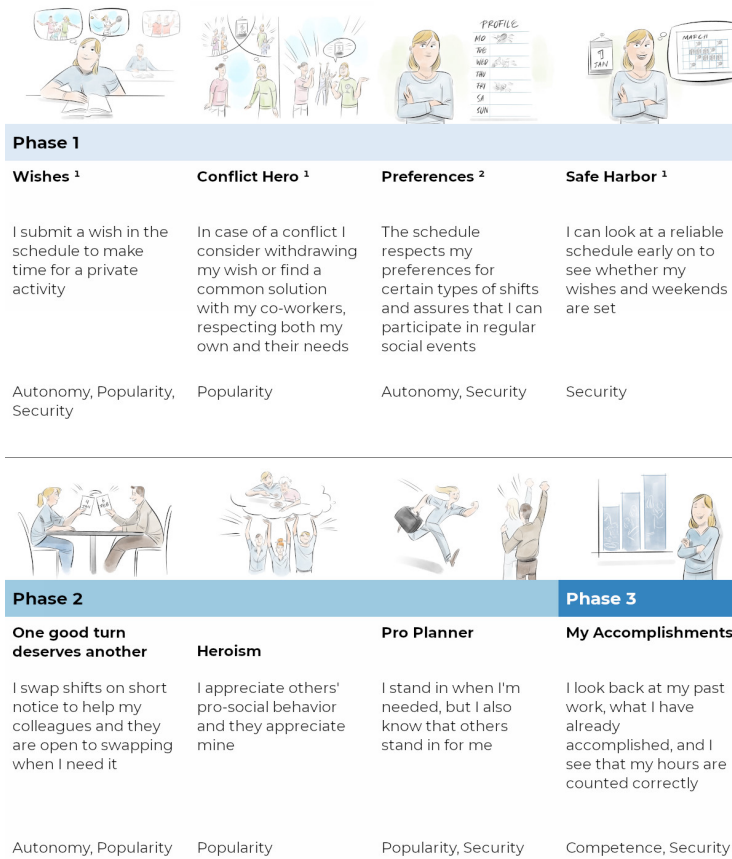 PROFILE
MO
TUE
WED
THU
FRI
SA
SUN
1
JAN
MARCH
Phase 1
Wishes ¹
Conflict Hero ¹
Preferences ²
Safe Harbor ¹
I submit a wish in the
schedule to make
time for a private
activity
In case of a conflict I
consider withdrawing
my wish or find a
common solution
with my co-workers,
respecting both my
own and their needs
The schedule
respects my
preferences for
certain types of shifts
and assures that I can
participate in regular
social events
I can look at a reliable
schedule early on to
see whether my
wishes and weekends
are set
Autonomy, Popularity,
Security
Popularity
Autonomy, Security
Security
Phase 2
Phase 3
One good turn
deserves another
Heroism
Pro Planner
My Accomplishments
I swap shifts on short
notice to help my
colleagues and they
are open to swapping
when I need it
I appreciate others'
pro-social behavior
and they appreciate
mine
I stand in when I'm
needed, but I also
know that others
stand in for me
I look back at my past
work, what I have
already
accomplished, and I
see that my hours are
counted correctly
Autonomy, Popularity
Popularity
Popularity, Security
Competence, Security